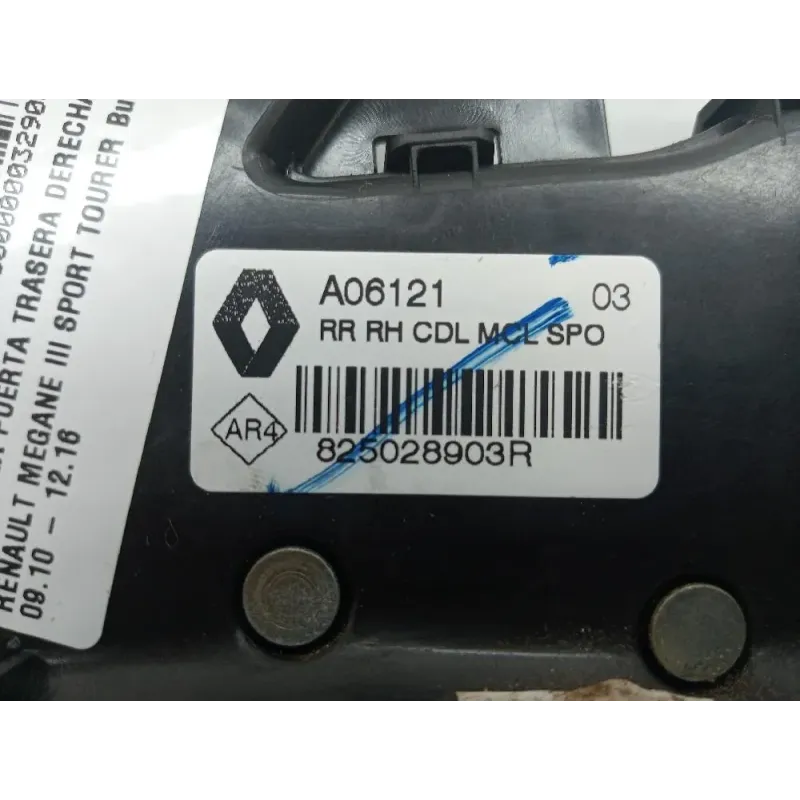 PUERTA TRASERA DERECHA
RENAULT MEGANE III SPORT TOURER Bu
09.10 - 12.16
A06121 03
RR RH CDL MCL SPO
AR4
825028903R